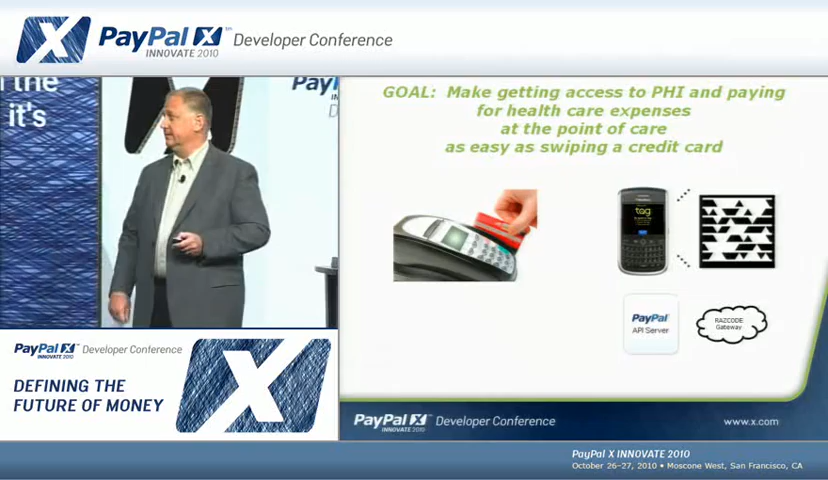 PayPal X Developer Conference
INNOVATE 2010
the
it's
PayP
GOAL: Make getting access to PHI and paying
for health care expenses
at the point of care
as easy as swiping a credit card
tag
PayPal
API Server
RAZCODE
Gateway
PayPal X Developer Conference
INNOVATE 2010
DEFINING THE
FUTURE OF MONEY
PayPal X Developer Conference
INNOVATE 2010
www.x.com
PayPal X INNOVATE 2010
October 26-27, 2010 • Moscone West, San Francisco, CA